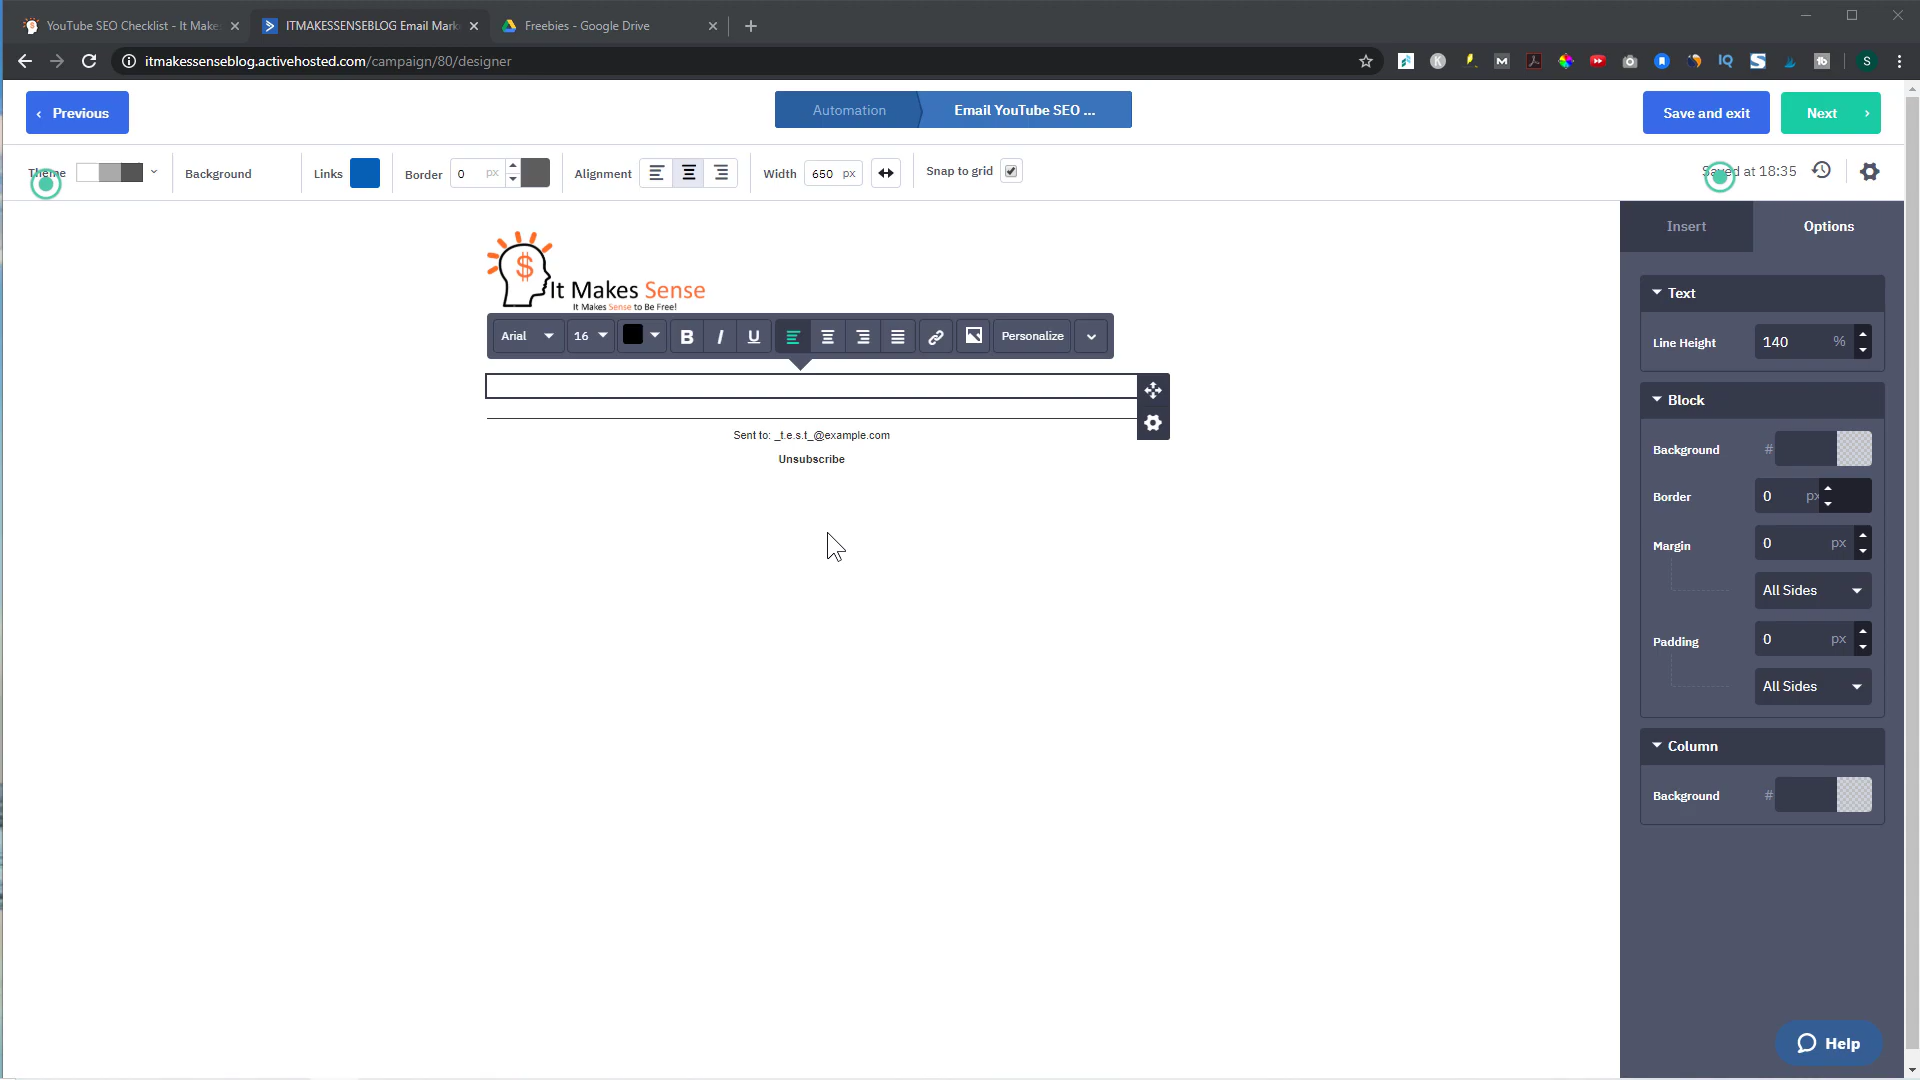 YouTube SEO Checklist - It Make
ITMAKESSENSEBLOG Email Mark
Freebies - Google Drive
itmakessenseblog.activehosted.com/campaign/80/designer
Previous
Automation
Email YouTube SEO ...
Save and exit
Next
Theme
Background
Links
Border
0
px
Alignment
Width
650 px
Snap to grid
Saved at 18:35
Insert
Options
It Makes Sense
It Makes Sense to Be Free!
Arial
16
B
I
U
Personalize
Sent to: _t.e.s.t_@example.com
Unsubscribe
Text
Line Height
140
%
Block
Background
#
Border
0
px
Margin
0
px
All Sides
Padding
0
px
All Sides
Column
Background
#
Help